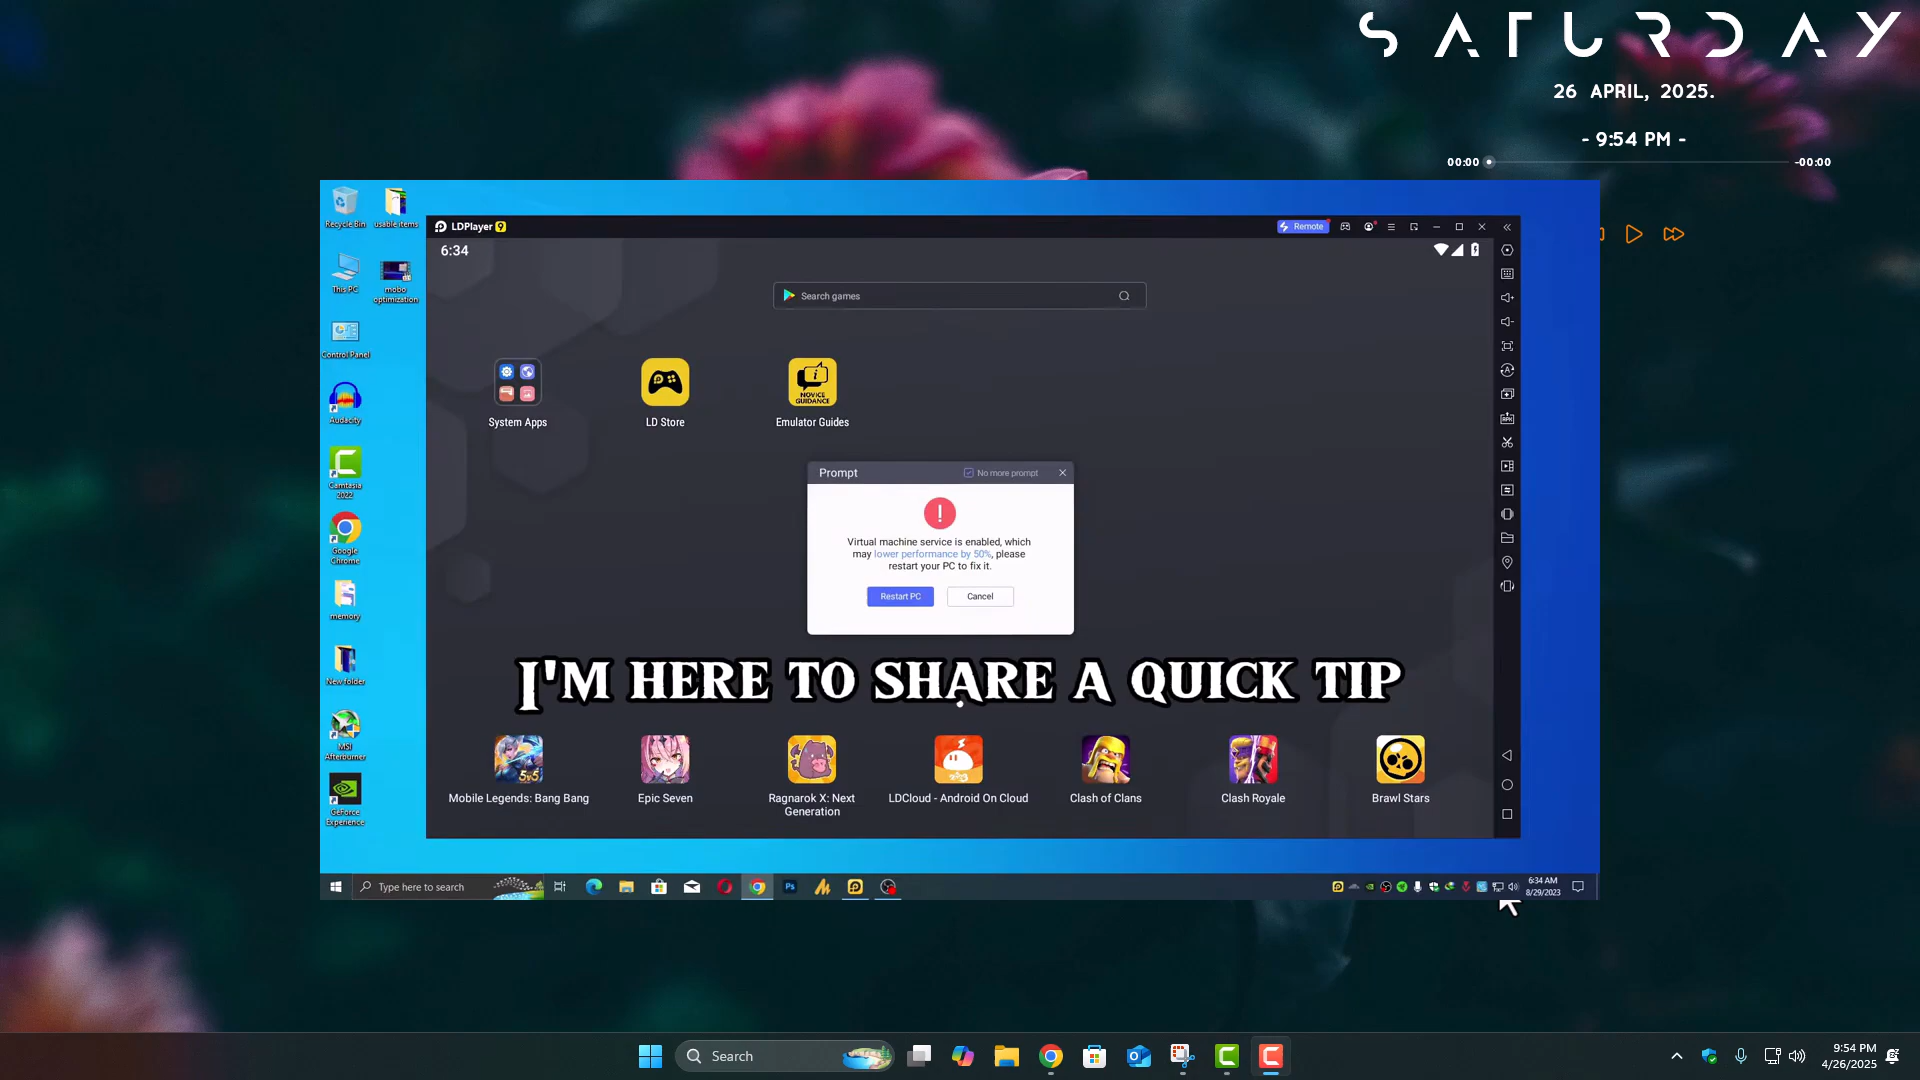 SATURDAY
26 APRIL, 2025.
- 9:54 PM -
00:00
-00:00
Recycle Bin
usable items
LDPlayer 9
Remote
6:34
This PC
mobo optimization
Search games
Control Panel
Audacity
System Apps
LD Store
NOVICE GUIDANCE
Emulator Guides
Camtasia 2022
Prompt
No more prompt
Google Chrome
Virtual machine service is enabled, which
may lower performance by 50%, please
restart your PC to fix it.
Restart PC
Cancel
memory
New folder
I'M HERE TO SHARE A QUICK TIP
MSI Afterburner
5v5
Mobile Legends: Bang Bang
Epic Seven
Ragnarok X: Next
Generation
LDCloud - Android On Cloud
Clash of Clans
Clash Royale
Brawl Stars
GeForce Experience
Type here to search
Ps
6:34 AM
8/29/2023
Search
9:54 PM
4/26/2025